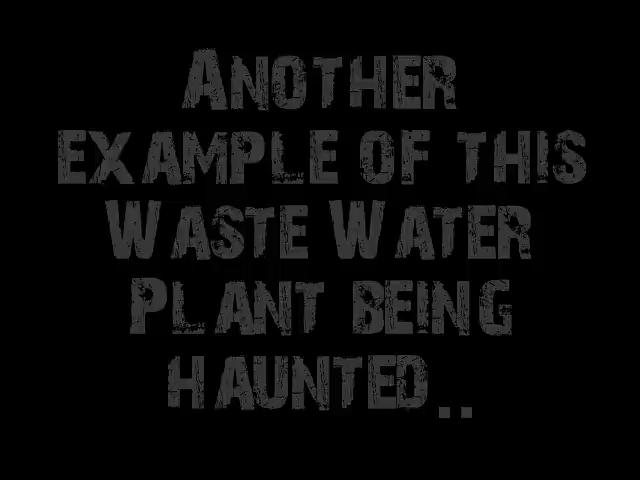 Another
example of this
Waste Water
Plant being
haunted..